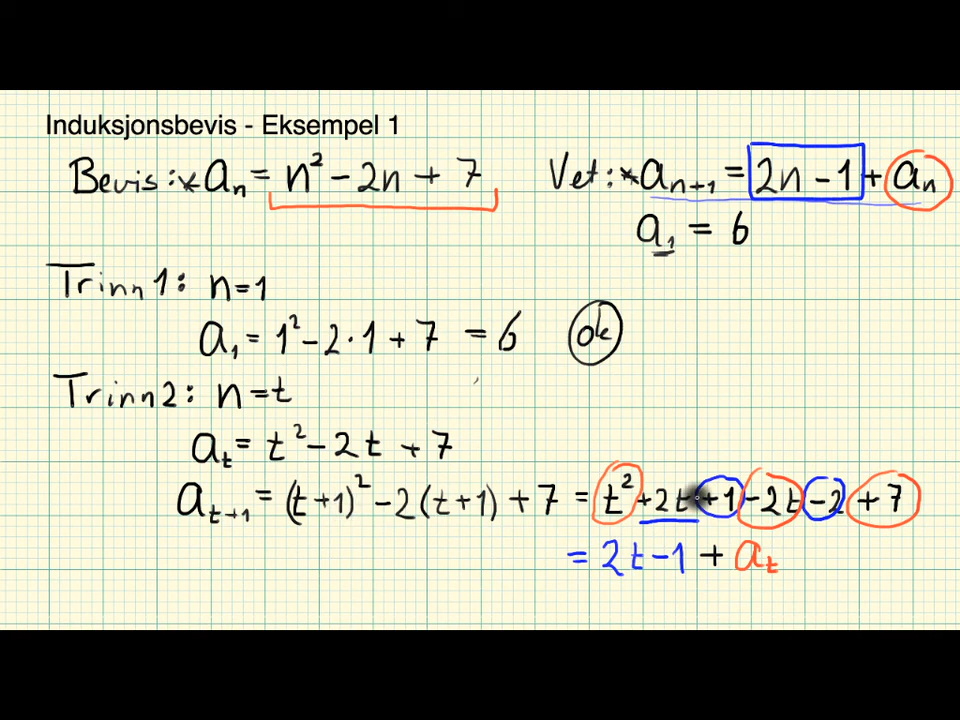 Induksjonsbevis - Eksempel 1
Bevis: * aₙ = n² - 2n + 7
Vet: * aₙ₊₁ = 2n - 1 + aₙ
a₁ = 6
Trinn 1: n = 1
a₁ = 1² - 2 · 1 + 7 = 6 ok
Trinn 2: n = t
aₜ = t² - 2t + 7
aₜ₊₁ = (t+1)² - 2(t+1) + 7 = t² + 2t + 1 - 2t - 2 + 7
= 2t - 1 + aₜ